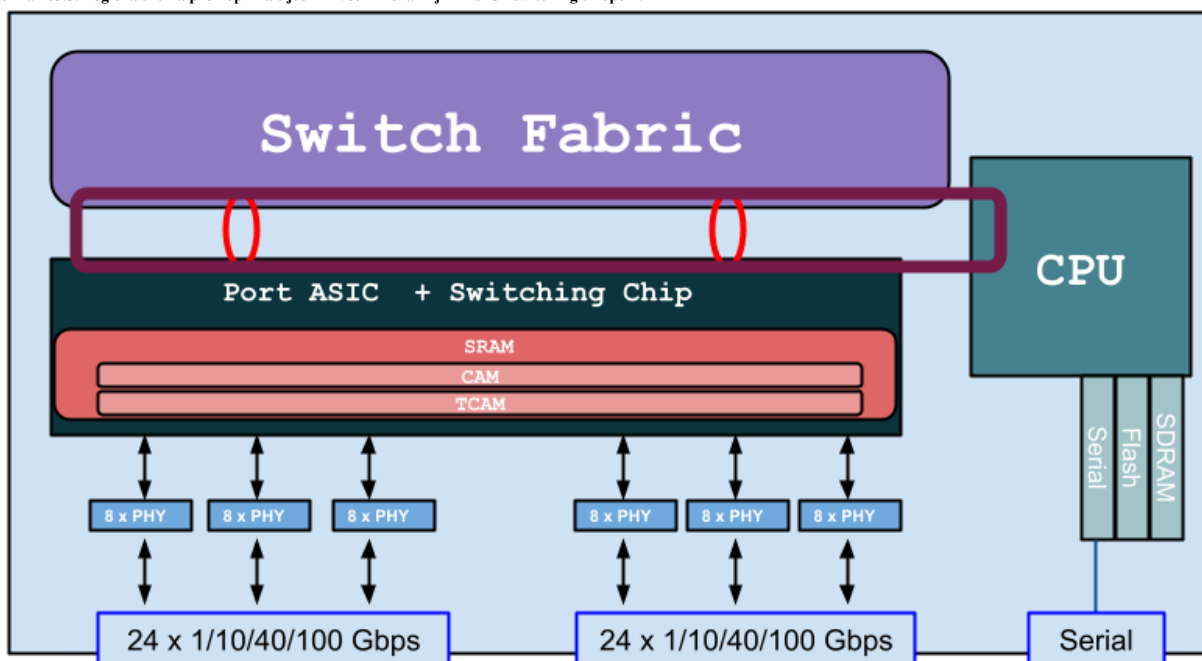 Switch Fabric
CPU
Port ASIC + Switching Chip
SRAM
CAM
TCAM
Serial
Flash
SDRAM
8 x PHY
8 x PHY
8 x PHY
8 x PHY
8 x PHY
8 x PHY
24 x 1/10/40/100 Gbps
24 x 1/10/40/100 Gbps
Serial